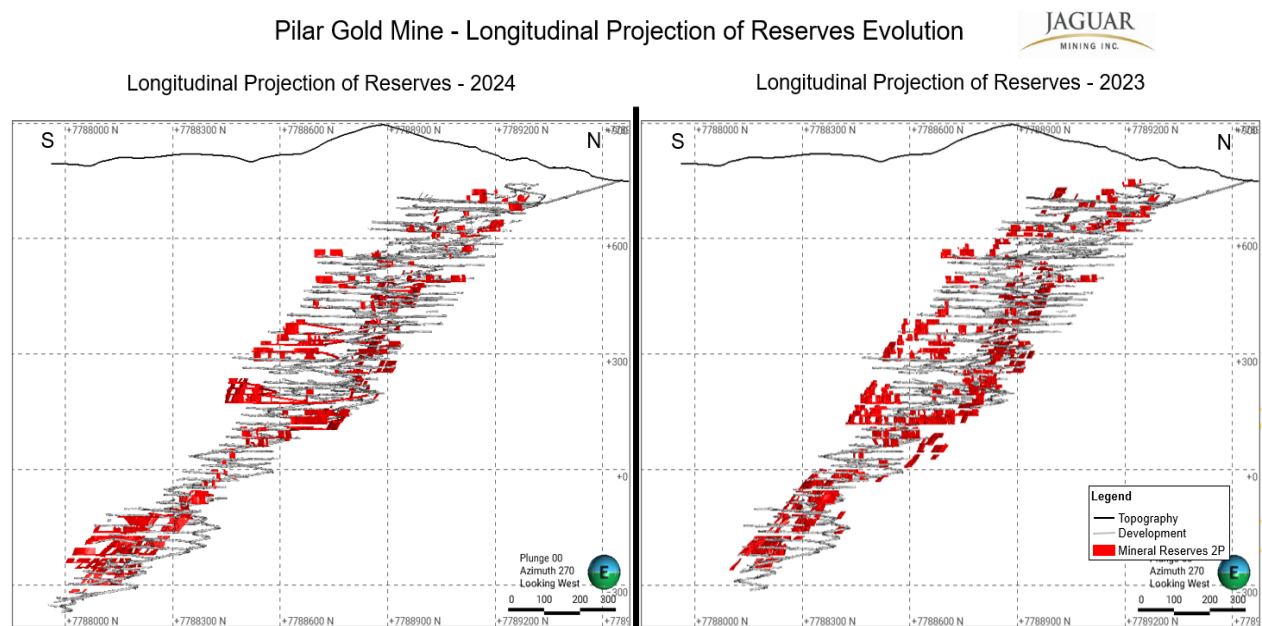 Pilar Gold Mine - Longitudinal Projection of Reserves Evolution
JAGUAR
MINING INC.
Longitudinal Projection of Reserves - 2024
Longitudinal Projection of Reserves - 2023
S
+7788000 N
+7788300 N
+7788600 N
+7788900 N
+7789200 N
N
+600
+300
+0
Plunge 00
Azimuth 270
Looking West
E
0 100 200 300
+7788000 N
+7788300 N
+7788600 N
+7788900 N
+7789200 N
S
+7788000 N
+7788300 N
+7788600 N
+7788900 N
+7789200 N
N
+600
+300
+0
Legend
Topography
Development
Mineral Reserves 2P
Azimuth 270
Looking West
E
0 100 200 300
+7788000 N
+7788300 N
+7788600 N
+7788900 N
+7789200 N